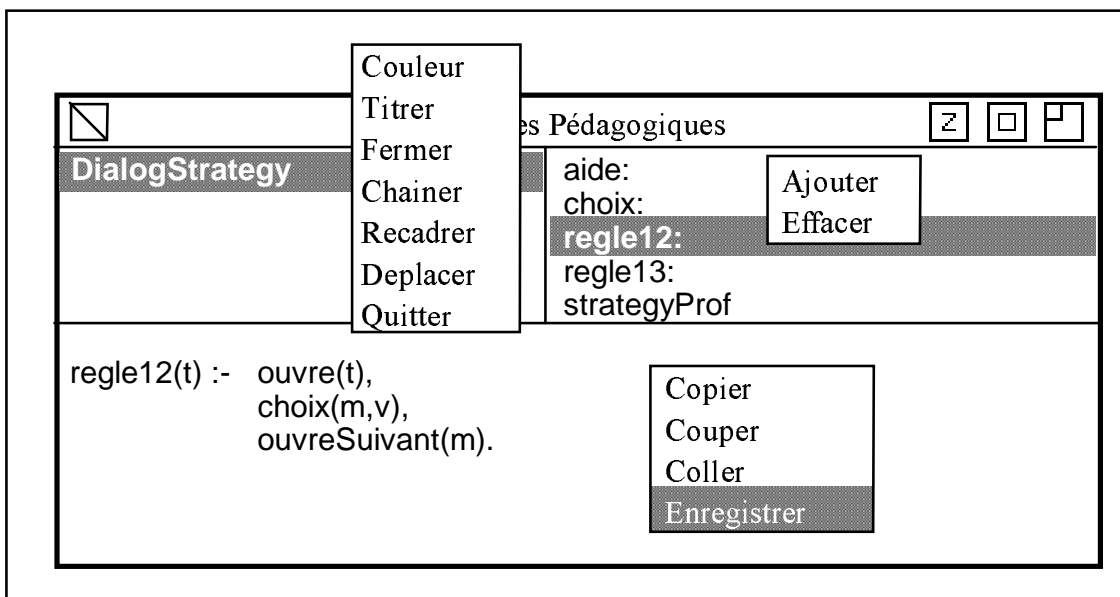 Couleur
Titrer
Fermer
Chainer
Recadrer
Deplacer
Quitter
es Pédagogiques
Z
DialogStrategy
aide:
choix:
regle12:
regle13:
strategyProf
Ajouter
Effacer
regle12(t) :- ouvre(t),
choix(m,v),
ouvreSuivant(m).
Copier
Couper
Coller
Enregistrer